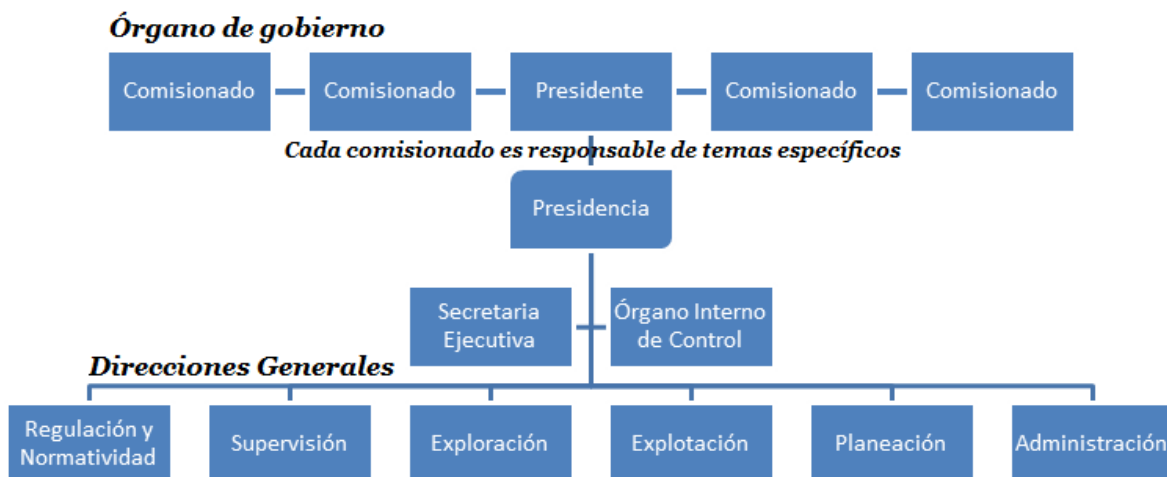 Órgano de gobierno
Comisionado
Comisionado
Presidente
Comisionado
Comisionado
Cada comisionado es responsable de temas específicos
Presidencia
Secretaria
Ejecutiva
Órgano Interno
de Control
Direcciones Generales
Regulación y
Normatividad
Supervisión
Exploración
Explotación
Planeación
Administración